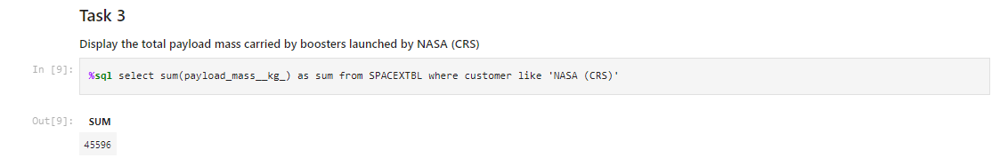 Task 3
Display the total payload mass carried by boosters launched by NASA (CRS)
In [9]: %sql select sum(payload_mass__kg_) as sum from SPACEXTBL where customer like 'NASA (CRS)'
Out[9]: SUM
45596